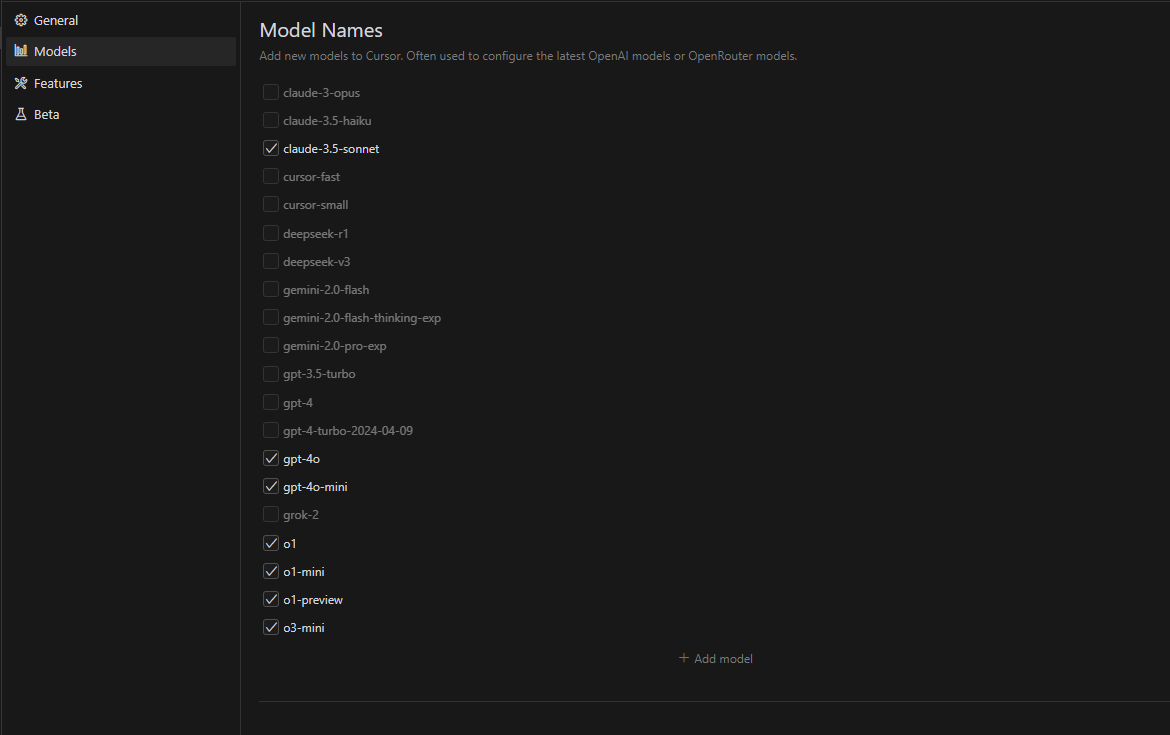 General
Models
Features
Beta
Model Names
Add new models to Cursor. Often used to configure the latest OpenAI models or OpenRouter models.
claude-3-opus
claude-3.5-haiku
claude-3.5-sonnet
cursor-fast
cursor-small
deepseek-r1
deepseek-v3
gemini-2.0-flash
gemini-2.0-flash-thinking-exp
gemini-2.0-pro-exp
gpt-3.5-turbo
gpt-4
gpt-4-turbo-2024-04-09
gpt-4o
gpt-4o-mini
grok-2
o1
o1-mini
o1-preview
o3-mini
+ Add model